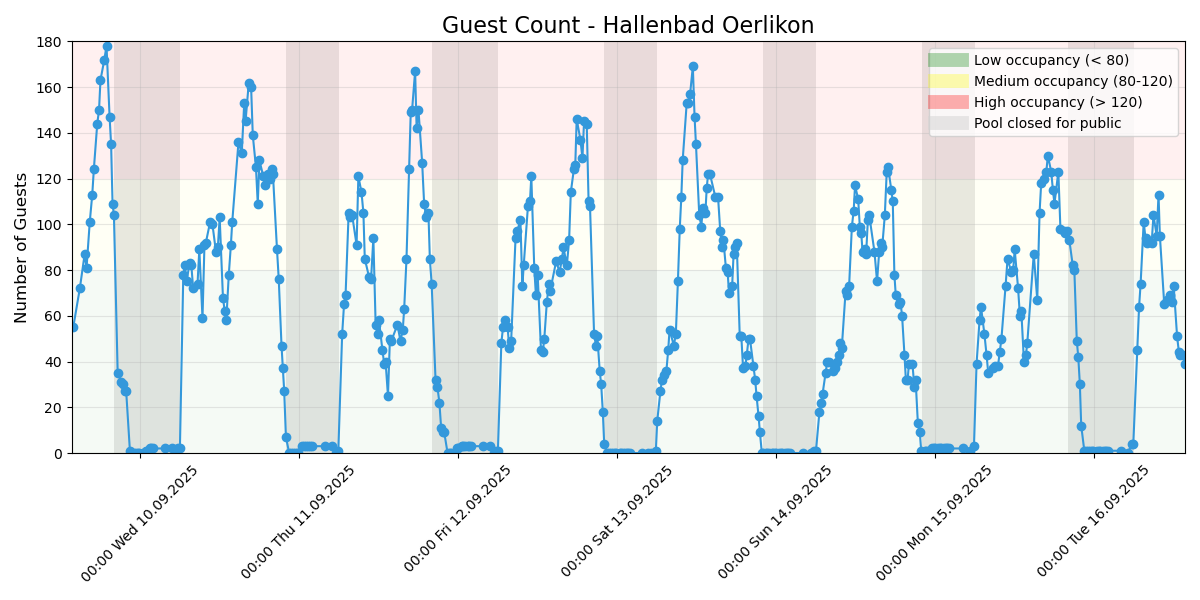 Guest Count - Hallenbad Oerlikon
Low occupancy (< 80)
Medium occupancy (80-120)
High occupancy (> 120)
Pool closed for public
Number of Guests
180
160
140
120
100
80
60
40
20
0
00:00 Wed 10.09.2025
00:00 Thu 11.09.2025
00:00 Fri 12.09.2025
00:00 Sat 13.09.2025
00:00 Sun 14.09.2025
00:00 Mon 15.09.2025
00:00 Tue 16.09.2025